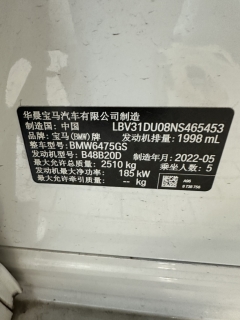 华晨宝马汽车有限公司制造
制造国：中国 LBV31DU08NS465453
品牌：宝马(BMW)牌 发动机排量：1998 mL
整车型号：BMW6475GS
发动机型号：B48B20D 制造年月：2022-05
最大允许总质量：2510 kg 乘坐人数：5
发动机最大净功率：185 kW
最大允许牵引质量：-- kg